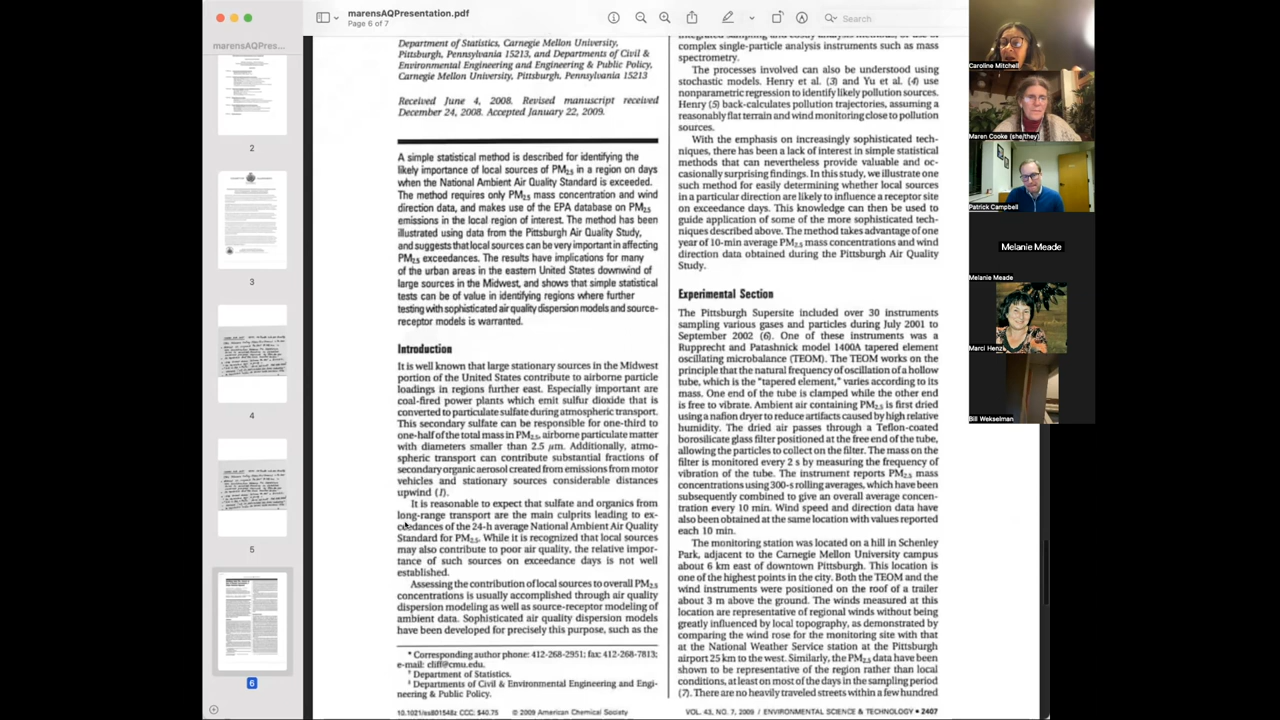 marensAQPresentation.pdf
Page 6 of 7
Search
marensAQPres...
2
3
4
5
6
Department of Statistics, Carnegie Mellon University,
Pittsburgh, Pennsylvania 15213, and Departments of Civil &
Environmental Engineering and Engineering & Public Policy,
Carnegie Mellon University, Pittsburgh, Pennsylvania 15213
Received June 4, 2008. Revised manuscript received
December 24, 2008. Accepted January 22, 2009.
A simple statistical method is described for identifying the
likely importance of local sources of PM2.5 in a region on days
when the National Ambient Air Quality Standard is exceeded.
The method requires only PM2.5 mass concentration and wind
direction data, and makes use of the EPA database on PM2.5
emissions in the local region of interest. The method has been
illustrated using data from the Pittsburgh Air Quality Study,
and suggests that local sources can be very important in affecting
PM2.5 exceedances. The results have implications for many
of the urban areas in the eastern United States downwind of
large sources in the Midwest, and shows that simple statistical
tests can be of value in identifying regions where further
testing with sophisticated air quality dispersion models and source-
receptor models is warranted.
Introduction
It is well known that large stationary sources in the Midwest
portion of the United States contribute to airborne particle
loadings in regions further east. Especially important are
coal-fired power plants which emit sulfur dioxide that is
converted to particulate sulfate during atmospheric transport.
This secondary sulfate can be responsible for one-third to
one-half of the total mass in PM2.5, airborne particulate matter
with diameters smaller than 2.5 μm. Additionally, atmo-
spheric transport can contribute substantial fractions of
secondary organic aerosol created from emissions from motor
vehicles and stationary sources considerable distances
upwind (1).
It is reasonable to expect that sulfate and organics from
long-range transport are the main culprits leading to ex-
ceedances of the 24-h average National Ambient Air Quality
Standard for PM2.5. While it is recognized that local sources
may also contribute to poor air quality, the relative impor-
tance of such sources on exceedance days is not well
established.
Assessing the contribution of local sources to overall PM2.5
concentrations is usually accomplished through air quality
dispersion modeling as well as source-receptor modeling of
ambient data. Sophisticated air quality dispersion models
have been developed for precisely this purpose, such as the
* Corresponding author phone: 412-268-2951; fax: 412-268-7813;
e-mail: cliff@cmu.edu.
† Department of Statistics.
‡ Departments of Civil & Environmental Engineering and Engi-
neering & Public Policy.
10.1021/es801548z CCC: $40.75 © 2009 American Chemical Society
complex single-particle analysis instruments such as mass
spectrometry.
The processes involved can also be understood using
stochastic models. Henry et al. (3) and Yu et al. (4) use
nonparametric regression to identify likely pollution sources.
Henry (5) back-calculates pollution trajectories, assuming a
reasonably flat terrain and wind monitoring close to pollution
sources.
With the emphasis on increasingly sophisticated tech-
niques, there has been a lack of interest in simple statistical
methods that can nevertheless provide valuable and oc-
casionally surprising findings. In this study, we illustrate one
such method for easily determining whether local sources
in a particular direction are likely to influence a receptor site
on exceedance days. This knowledge can then be used to
guide application of some of the more sophisticated tech-
niques described above. The method takes advantage of one
year of 10-min average PM2.5 mass concentrations and wind
direction data obtained during the Pittsburgh Air Quality
Study.
Experimental Section
The Pittsburgh Supersite included over 30 instruments
sampling various gases and particles during July 2001 to
September 2002 (6). One of these instruments was a
Rupprecht and Patashnick model 1400A tapered element
oscillating microbalance (TEOM). The TEOM works on the
principle that the natural frequency of oscillation of a hollow
tube, which is the "tapered element," varies according to its
mass. One end of the tube is clamped while the other end
is free to vibrate. Ambient air containing PM2.5 is first dried
using a nafion dryer to reduce artifacts caused by high relative
humidity. The dried air passes through a Teflon-coated
borosilicate glass filter positioned at the free end of the tube,
allowing the particles to collect on the filter. The mass on the
filter is monitored every 2 s by measuring the frequency of
vibration of the tube. The instrument reports PM2.5 mass
concentrations using 300-s rolling averages, which have been
subsequently combined to give an overall average concen-
tration every 10 min. Wind speed and direction data have
also been obtained at the same location with values reported
each 10 min.
The monitoring station was located on a hill in Schenley
Park, adjacent to the Carnegie Mellon University campus
about 6 km east of downtown Pittsburgh. This location is
one of the highest points in the city. Both the TEOM and the
wind instruments were positioned on the roof of a trailer
about 3 m above the ground. The winds measured at this
location are representative of regional winds without being
greatly influenced by local topography, as demonstrated by
comparing the wind rose for the monitoring site with that
at the National Weather Service station at the Pittsburgh
airport 25 km to the west. Similarly, the PM2.5 data have been
shown to be representative of the region rather than local
conditions, at least on most of the days in the sampling period
(7). There are no heavily traveled streets within a few hundred
VOL. 43, NO. 7, 2009 / ENVIRONMENTAL SCIENCE & TECHNOLOGY ▪ 2407
Caroline Mitchell
Maren Cooke (she/they)
Patrick Campbell
Melanie Meade
Melanie Meade
Marci Henz
Bill Wekselman